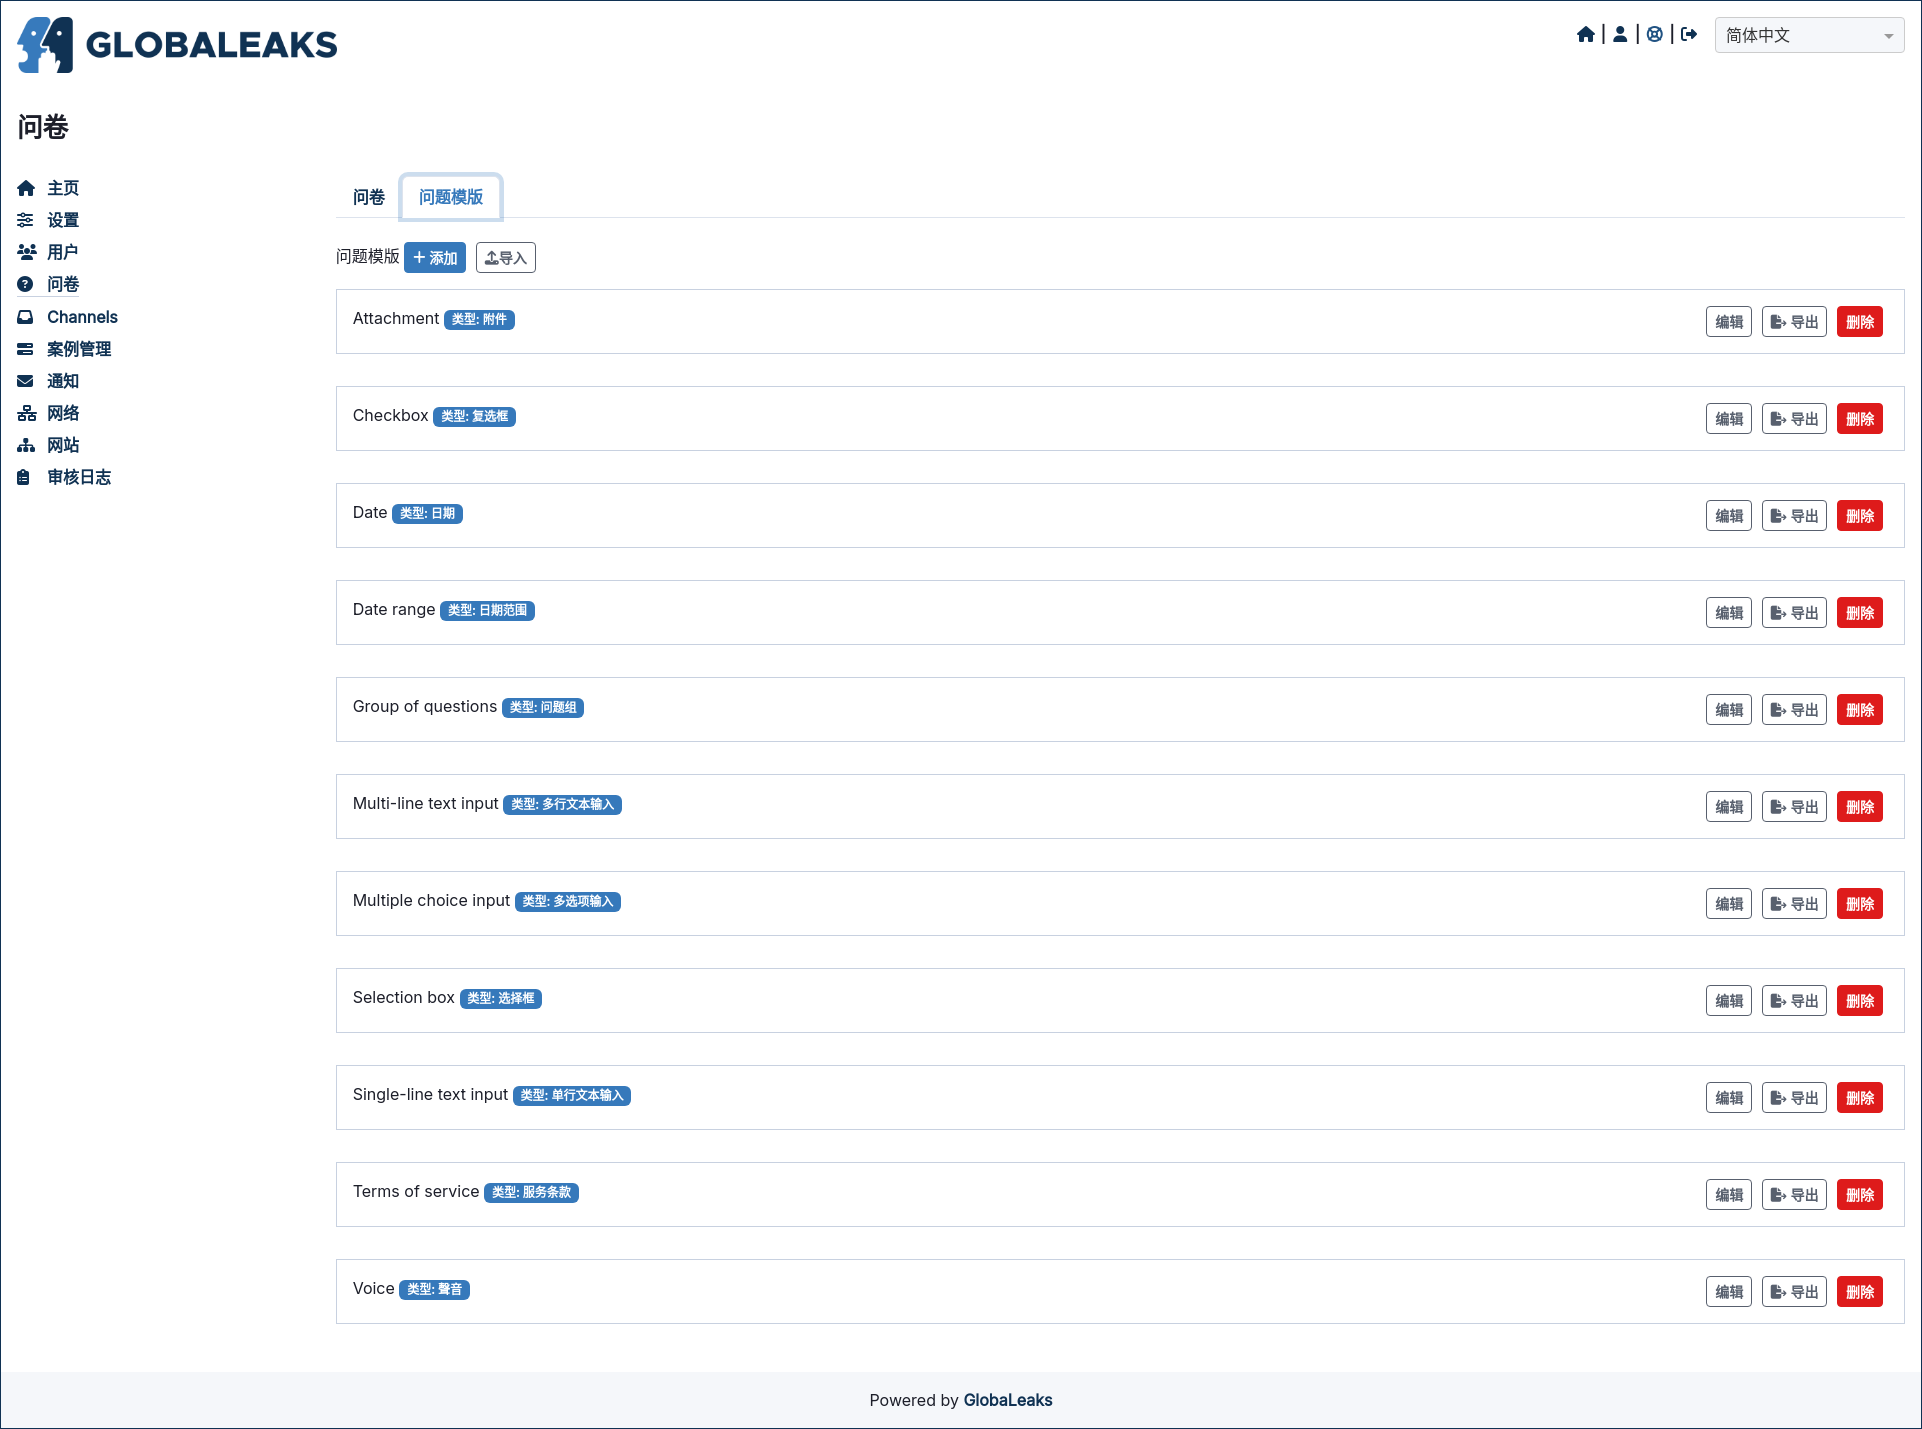 GLOBALEAKS
简体中文
问卷
主页
设置
用户
问卷
Channels
案例管理
通知
网络
网站
审核日志
问卷 问题模版
问题模版 添加 导入
Attachment 类型: 附件 编辑 导出 删除
Checkbox 类型: 复选框 编辑 导出 删除
Date 类型: 日期 编辑 导出 删除
Date range 类型: 日期范围 编辑 导出 删除
Group of questions 类型: 问题组 编辑 导出 删除
Multi-line text input 类型: 多行文本输入 编辑 导出 删除
Multiple choice input 类型: 多选项输入 编辑 导出 删除
Selection box 类型: 选择框 编辑 导出 删除
Single-line text input 类型: 单行文本输入 编辑 导出 删除
Terms of service 类型: 服务条款 编辑 导出 删除
Voice 类型: 聲音 编辑 导出 删除
Powered by GlobaLeaks